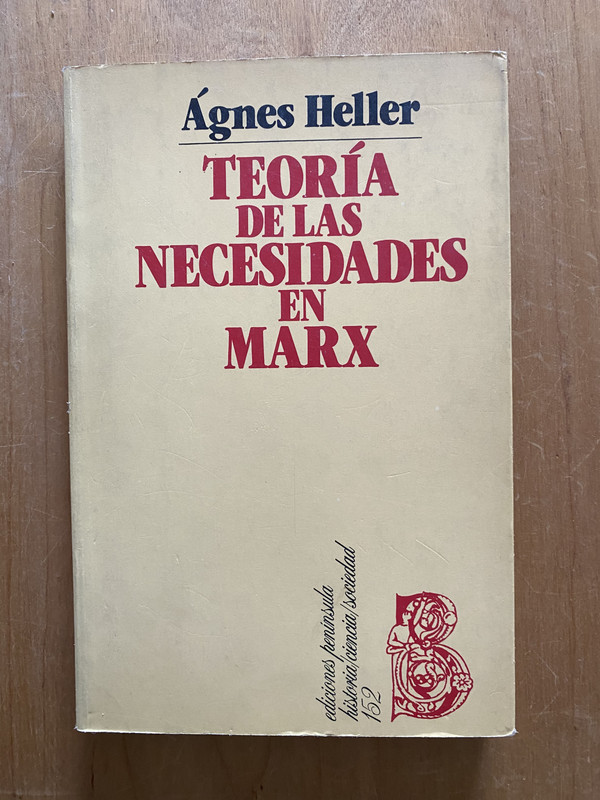 Ágnes Heller
TEORÍA
DE LAS
NECESIDADES
EN
MARX
ediciones península
historia/ciencia/sociedad
152